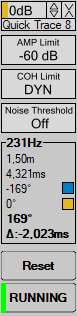 0dB
Quick Trace 8
AMP Limit
-60 dB
COH Limit
DYN
Noise Threshold
Off
231Hz
1,50m
4,321ms
-169°
0°
169°
Δ:-2,023ms
Reset
RUNNING